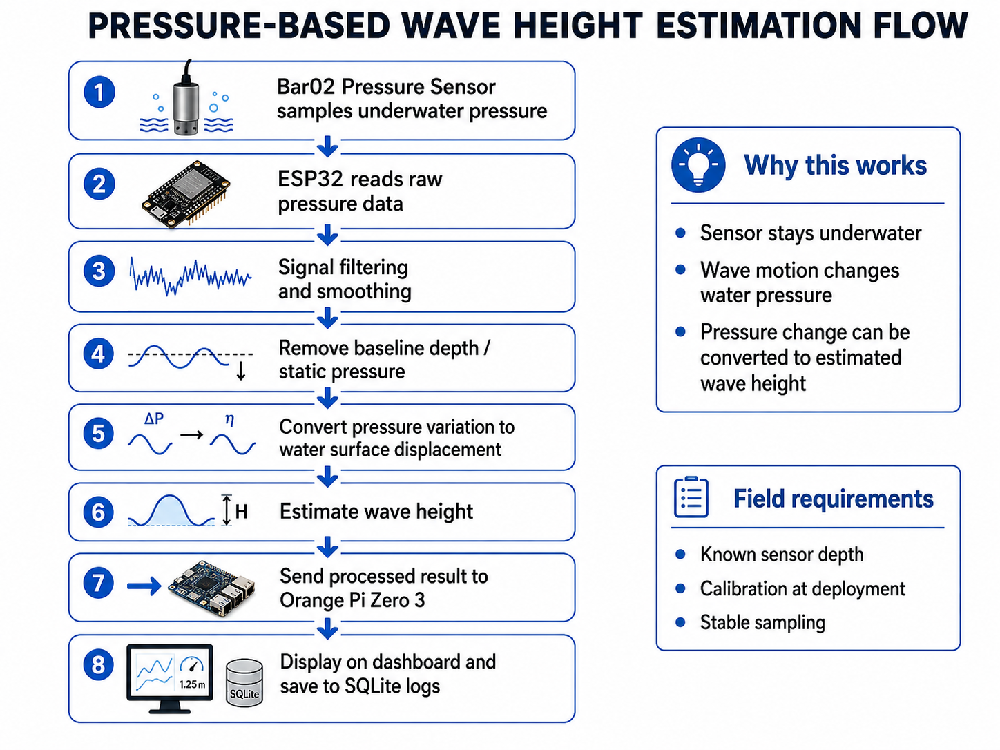 PRESSURE-BASED WAVE HEIGHT ESTIMATION FLOW
1
Bar02 Pressure Sensor
samples underwater pressure
2
ESP32 reads raw
pressure data
3
Signal filtering
and smoothing
4
Remove baseline depth /
static pressure
5
ΔP
η
Convert pressure variation to
water surface displacement
6
H
Estimate wave height
7
Send processed result to
Orange Pi Zero 3
8
1.25 m
SQLite
Display on dashboard and
save to SQLite logs
Why this works
Sensor stays underwater
Wave motion changes
water pressure
Pressure change can be
converted to estimated
wave height
Field requirements
Known sensor depth
Calibration at deployment
Stable sampling